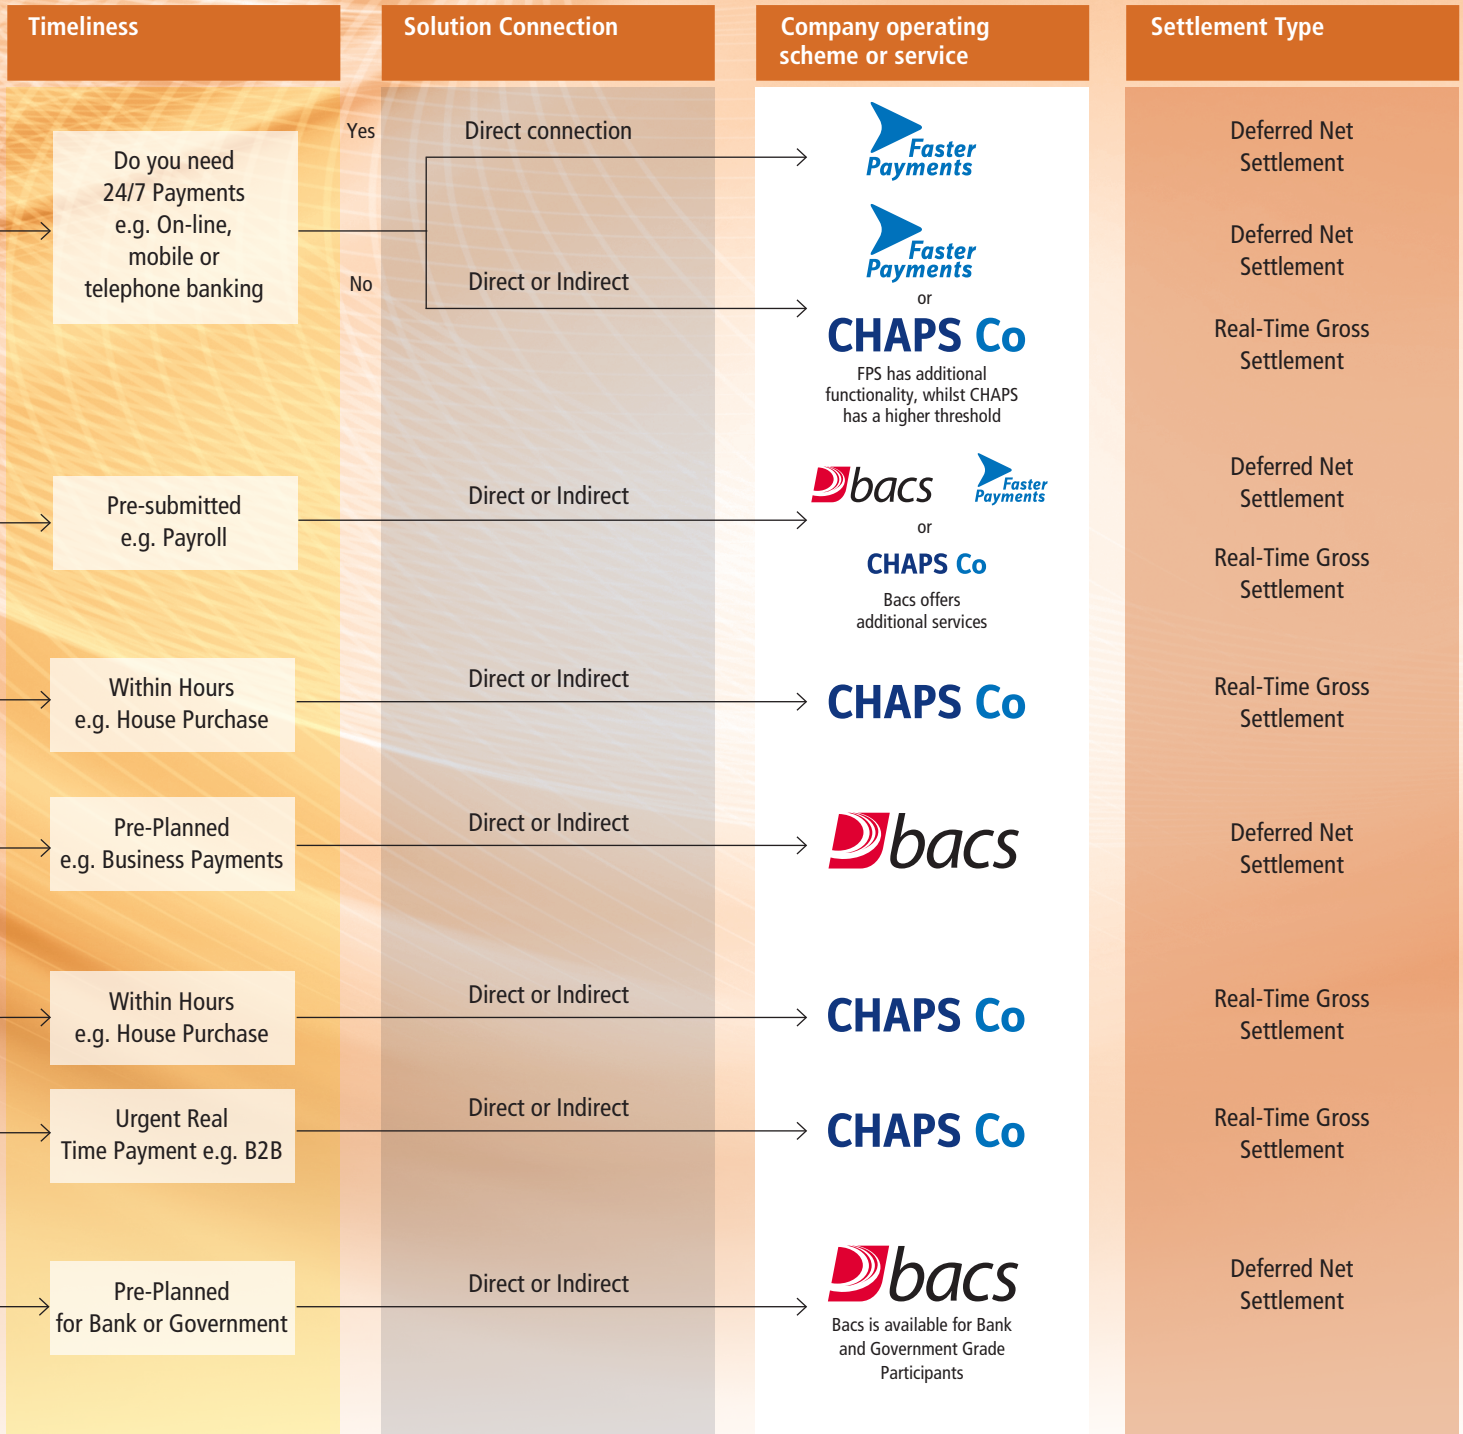 Timeliness
Solution Connection
Company operating
scheme or service
Settlement Type
Do you need
24/7 Payments
e.g. On-line,
mobile or
telephone banking
Yes
Direct connection
Faster
Payments
Deferred Net
Settlement
No
Direct or Indirect
Faster
Payments
or
CHAPS Co
FPS has additional
functionality, whilst CHAPS
has a higher threshold
Deferred Net
Settlement
Real-Time Gross
Settlement
Pre-submitted
e.g. Payroll
Direct or Indirect
bacs
Faster
Payments
or
CHAPS Co
Bacs offers
additional services
Deferred Net
Settlement
Real-Time Gross
Settlement
Within Hours
e.g. House Purchase
Direct or Indirect
CHAPS Co
Real-Time Gross
Settlement
Pre-Planned
e.g. Business Payments
Direct or Indirect
bacs
Deferred Net
Settlement
Within Hours
e.g. House Purchase
Direct or Indirect
CHAPS Co
Real-Time Gross
Settlement
Urgent Real
Time Payment e.g. B2B
Direct or Indirect
CHAPS Co
Real-Time Gross
Settlement
Pre-Planned
for Bank or Government
Direct or Indirect
bacs
Bacs is available for Bank
and Government Grade
Participants
Deferred Net
Settlement